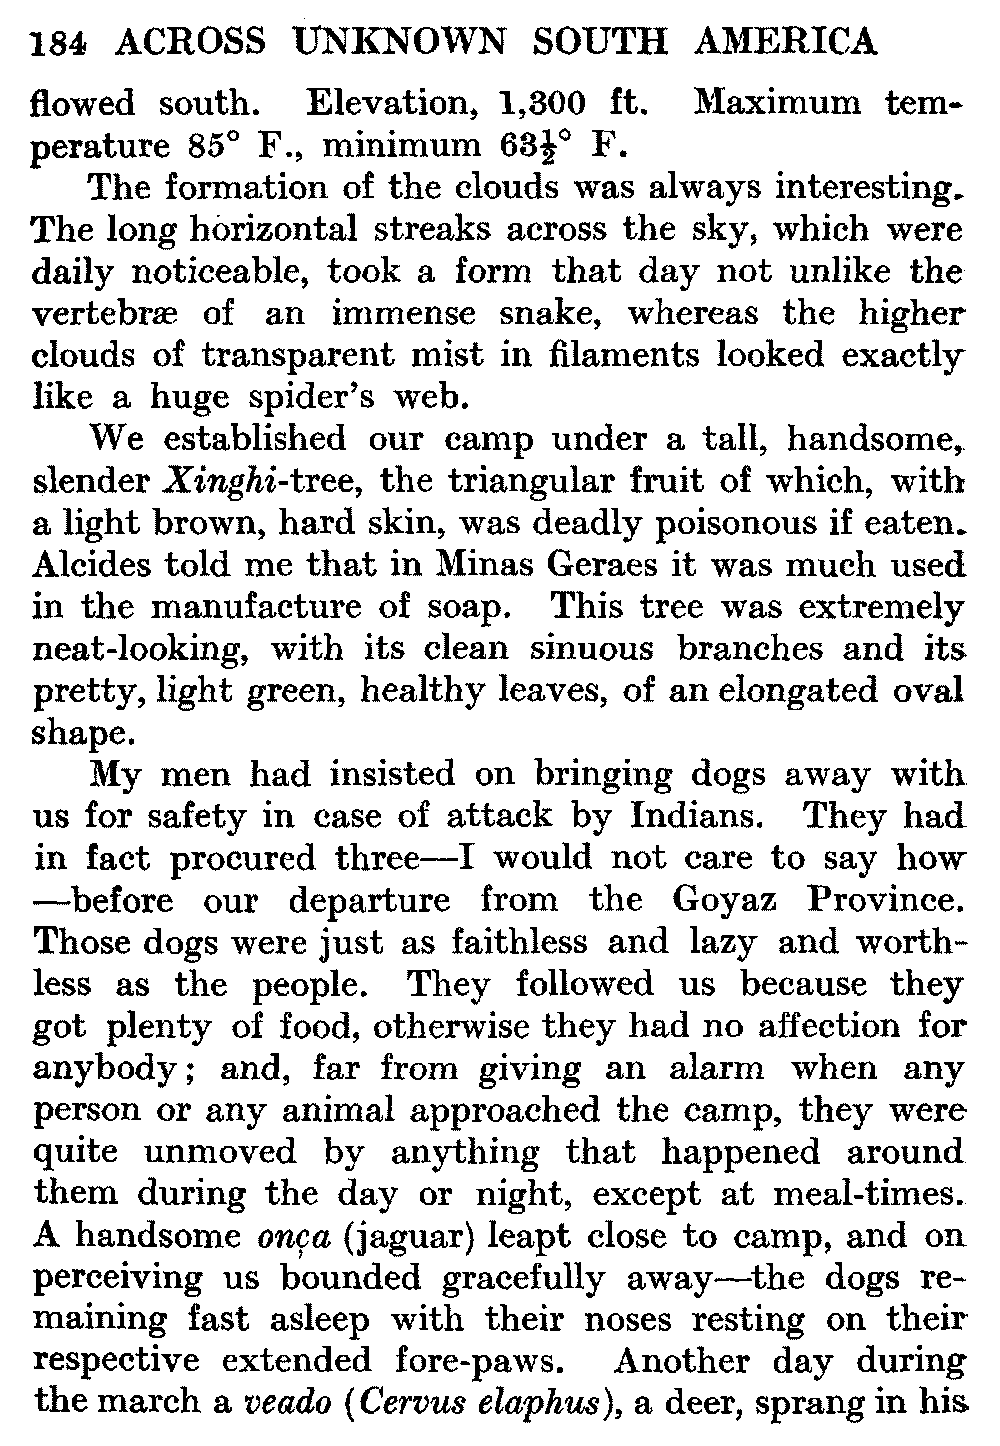 184 ACROSS UNKNOWN SOUTH AMERICA
flowed south. Elevation, 1,300 ft. Maximum tem-
perature 85° F., minimum 63½° F.
The formation of the clouds was always interesting.
The long horizontal streaks across the sky, which were
daily noticeable, took a form that day not unlike the
vertebræ of an immense snake, whereas the higher
clouds of transparent mist in filaments looked exactly
like a huge spider's web.
We established our camp under a tall, handsome,
slender Xinghi-tree, the triangular fruit of which, with
a light brown, hard skin, was deadly poisonous if eaten.
Alcides told me that in Minas Geraes it was much used
in the manufacture of soap. This tree was extremely
neat-looking, with its clean sinuous branches and its
pretty, light green, healthy leaves, of an elongated oval
shape.
My men had insisted on bringing dogs away with
us for safety in case of attack by Indians. They had
in fact procured three—I would not care to say how
—before our departure from the Goyaz Province.
Those dogs were just as faithless and lazy and worth-
less as the people. They followed us because they
got plenty of food, otherwise they had no affection for
anybody; and, far from giving an alarm when any
person or any animal approached the camp, they were
quite unmoved by anything that happened around
them during the day or night, except at meal-times.
A handsome onça (jaguar) leapt close to camp, and on
perceiving us bounded gracefully away—the dogs re-
maining fast asleep with their noses resting on their
respective extended fore-paws. Another day during
the march a veado (Cervus elaphus), a deer, sprang in his